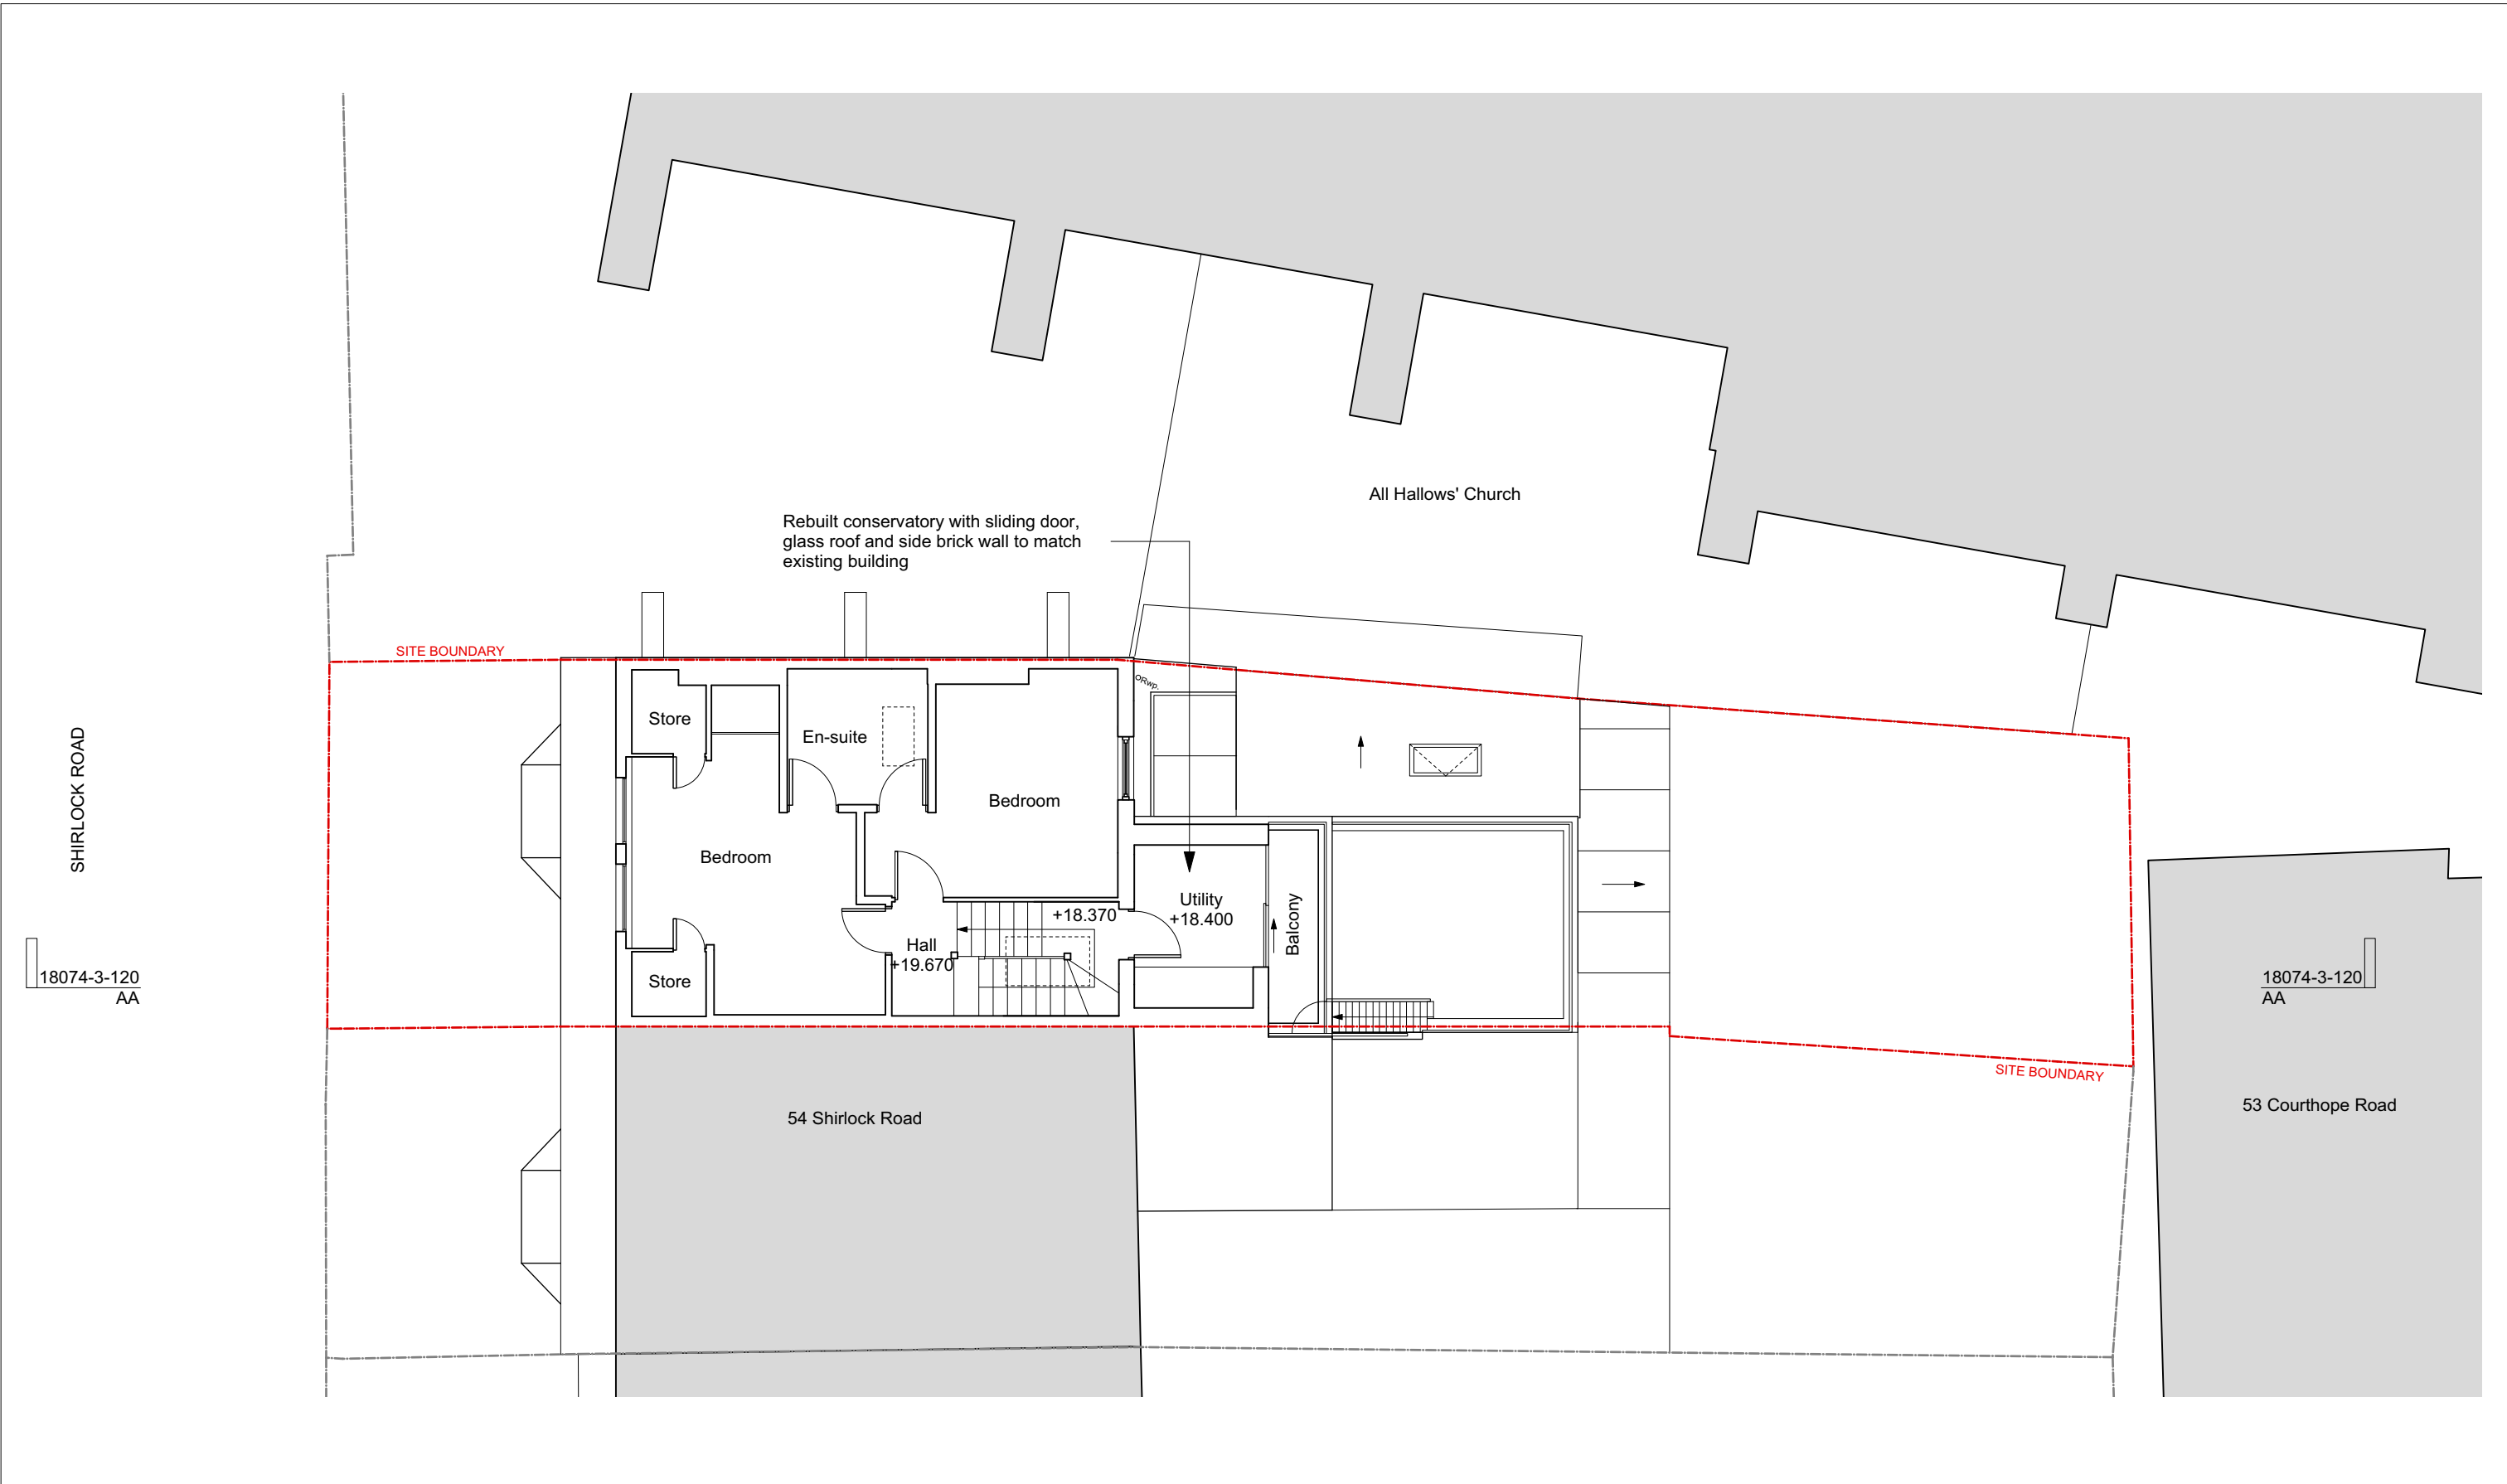 All Hallows' Church
Rebuilt conservatory with sliding door,
glass roof and side brick wall to match
existing building
SITE BOUNDARY
ORwp.
SHIRLOCK ROAD
Store
En-suite
Bedroom
Bedroom
Utility
+18.400
+18.370
Balcony
Hall
+19.670
Store
18074-3-120
AA
18074-3-120
AA
SITE BOUNDARY
54 Shirlock Road
53 Courthope Road